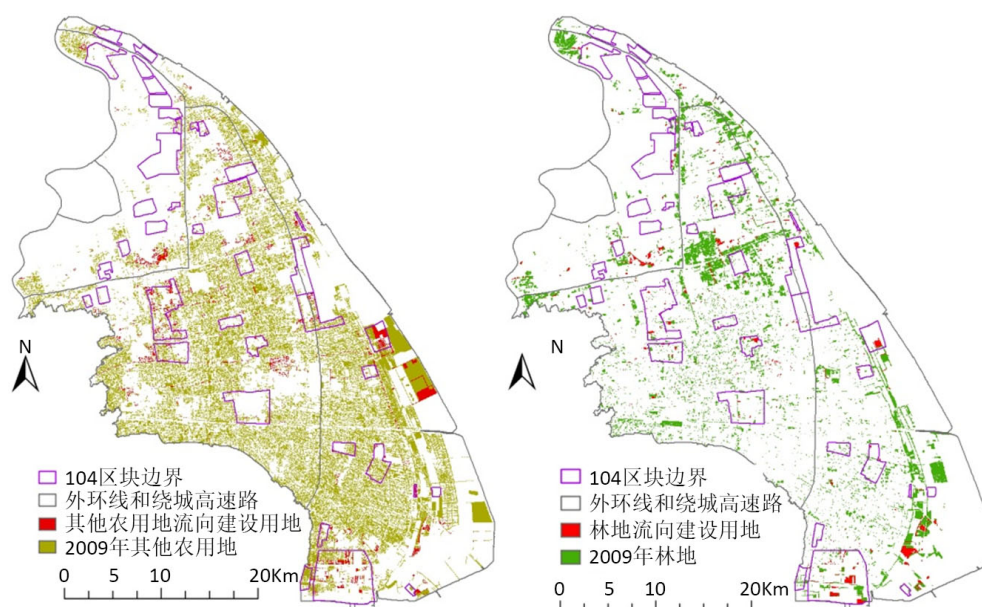 N
104区块边界
外环线和绕城高速路
其他农用地流向建设用地
2009年其他农用地
0 5 10 20Km
N
104区块边界
外环线和绕城高速路
林地流向建设用地
2009年林地
0 5 10 20Km